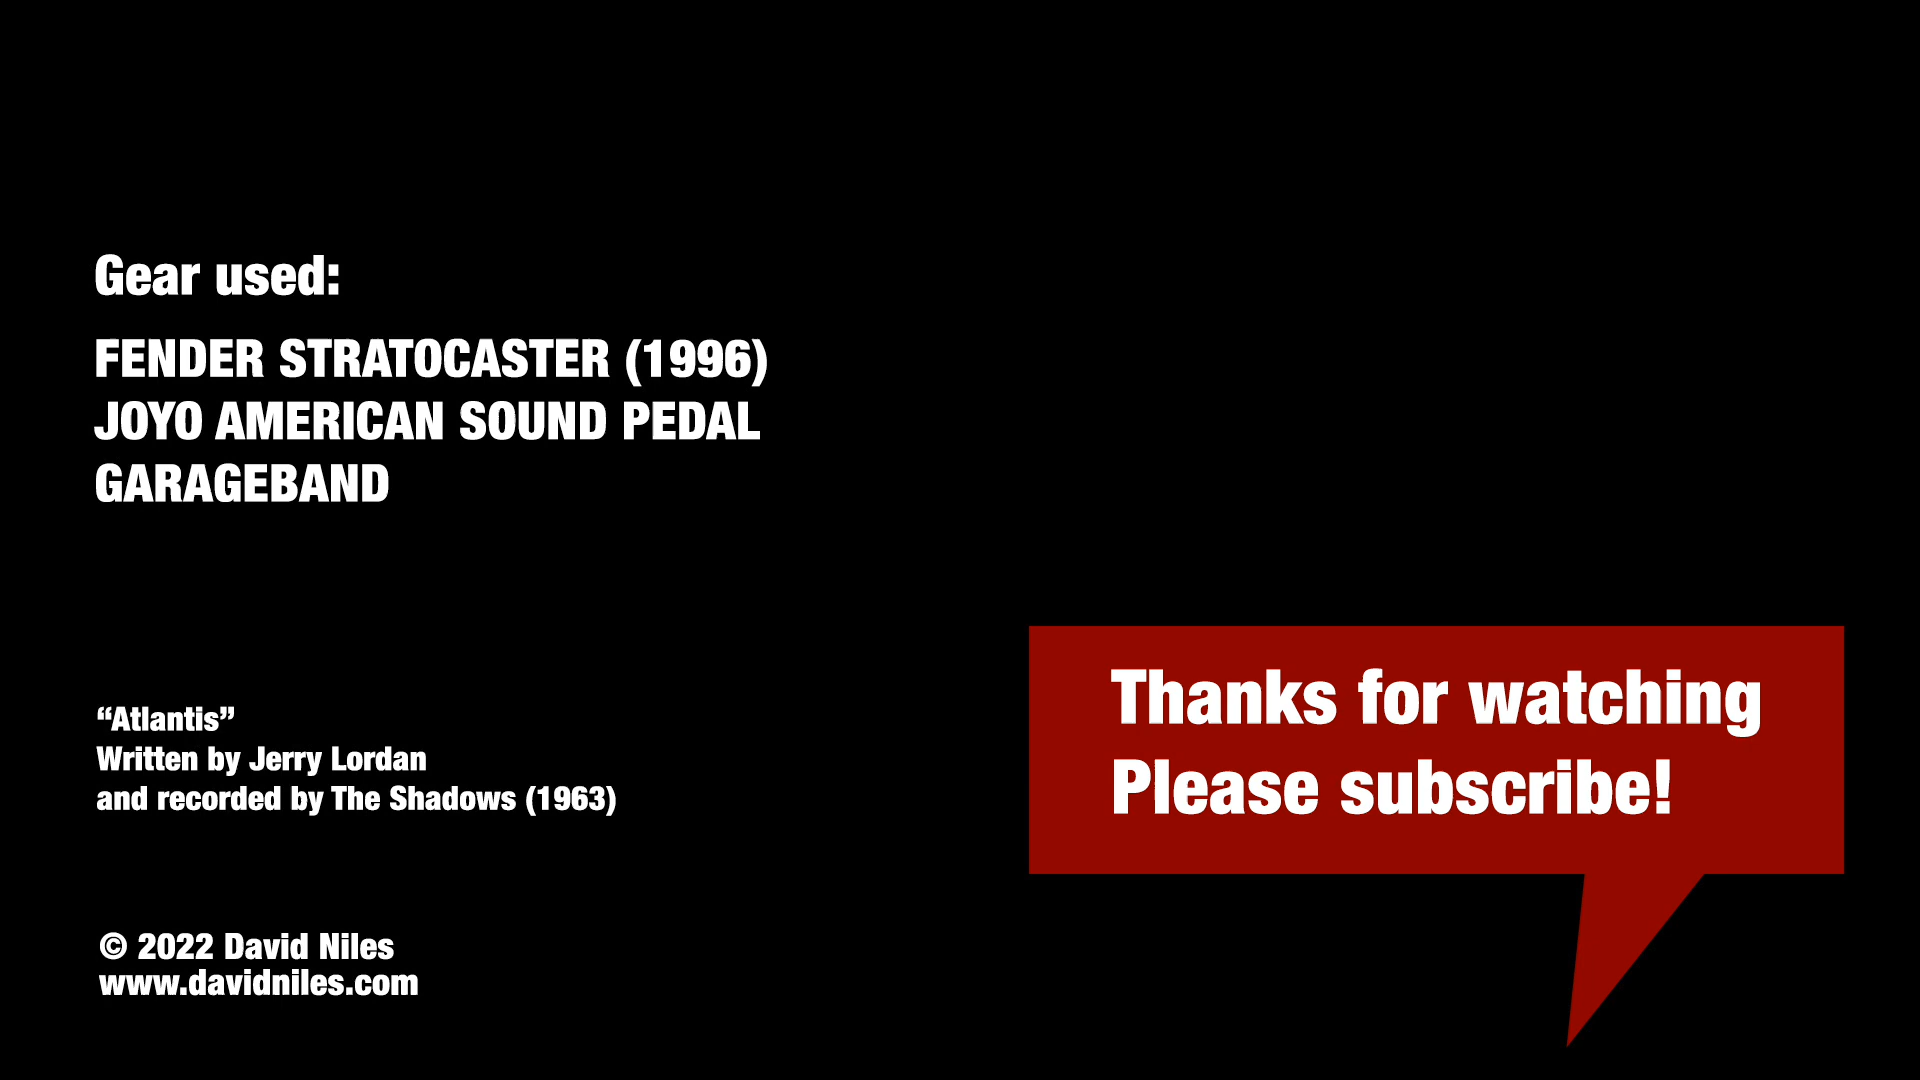 Gear used:
FENDER STRATOCASTER (1996)
JOYO AMERICAN SOUND PEDAL
GARAGEBAND
“Atlantis”
Written by Jerry Lordan
and recorded by The Shadows (1963)
© 2022 David Niles
www.davidniles.com
Thanks for watching
Please subscribe!